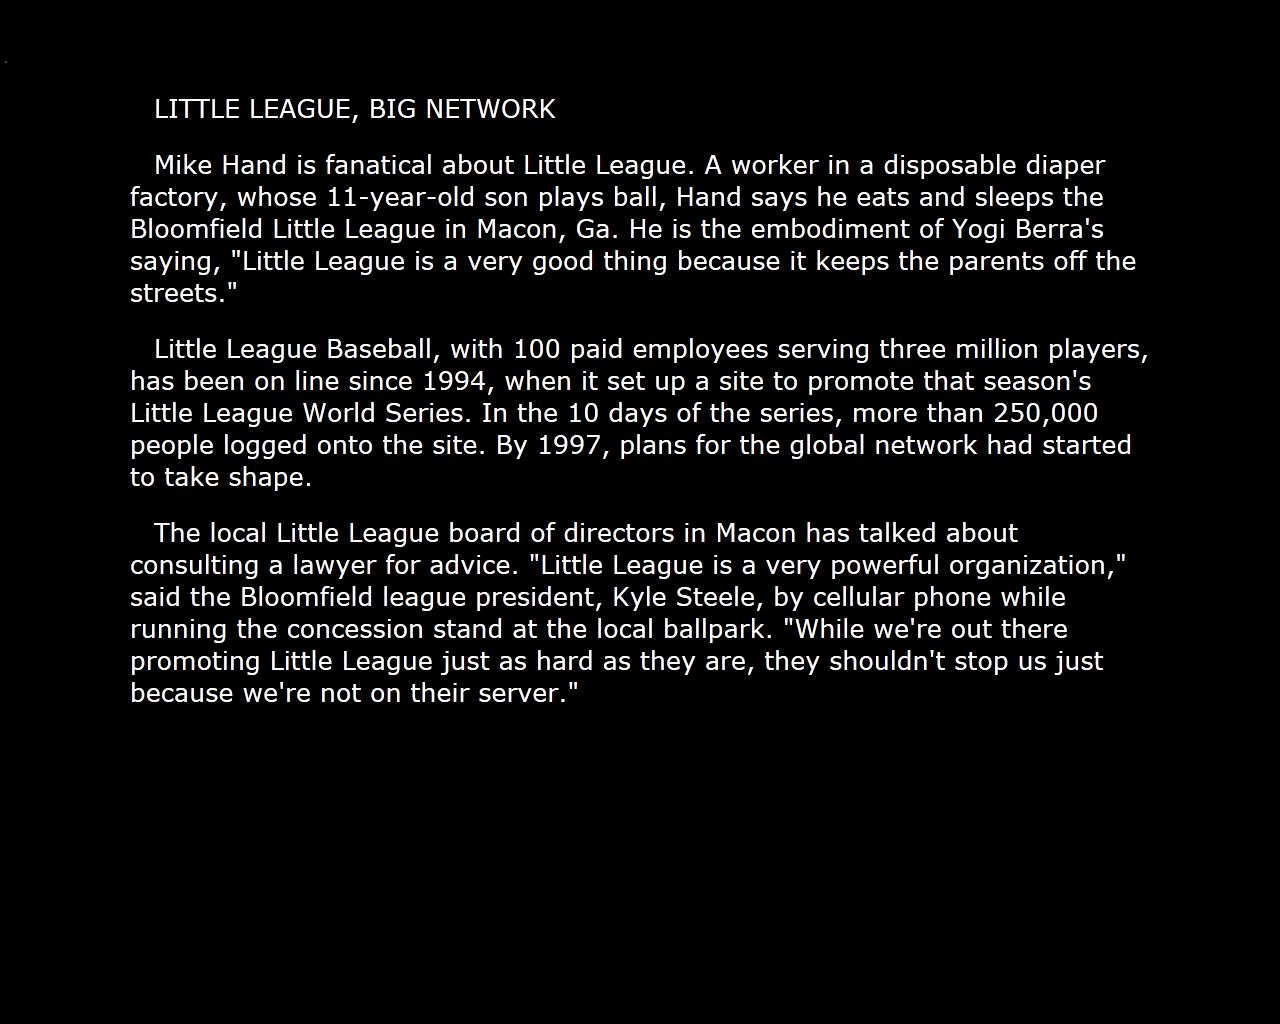 LITTLE LEAGUE, BIG NETWORK
Mike Hand is fanatical about Little League. A worker in a disposable diaper
factory, whose 11-year-old son plays ball, Hand says he eats and sleeps the
Bloomfield Little League in Macon, Ga. He is the embodiment of Yogi Berra's
saying, "Little League is a very good thing because it keeps the parents off the
streets."
Little League Baseball, with 100 paid employees serving three million players,
has been on line since 1994, when it set up a site to promote that season's
Little League World Series. In the 10 days of the series, more than 250,000
people logged onto the site. By 1997, plans for the global network had started
to take shape.
The local Little League board of directors in Macon has talked about
consulting a lawyer for advice. "Little League is a very powerful organization,"
said the Bloomfield league president, Kyle Steele, by cellular phone while
running the concession stand at the local ballpark. "While we're out there
promoting Little League just as hard as they are, they shouldn't stop us just
because we're not on their server."